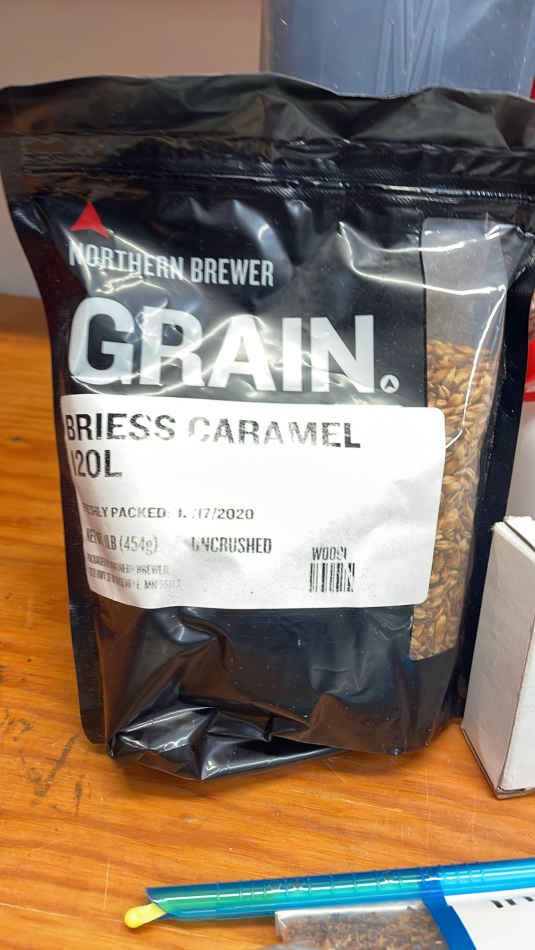 NORTHERN BREWER
GRAIN.
BRIESS CARAMEL
120L
FRESHLY PACKED:
1LB (454g) UNCRUSHED